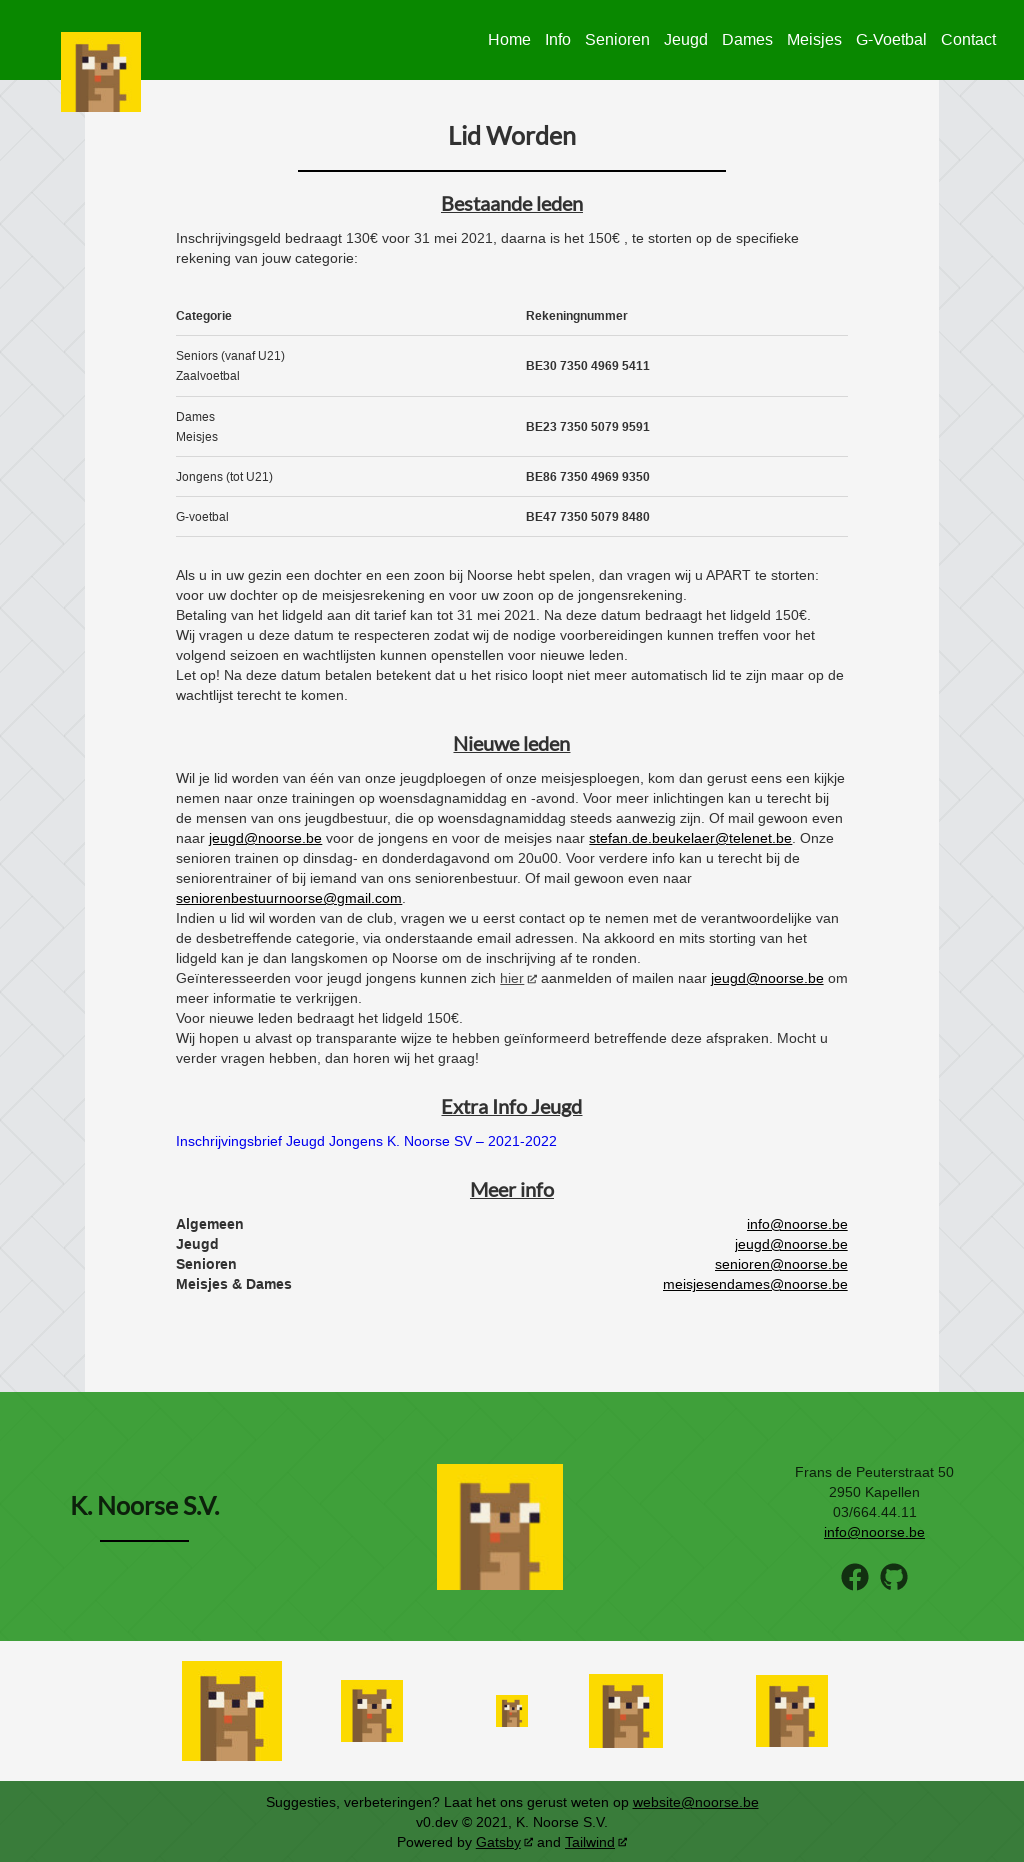 Home Info Senioren Jeugd Dames Meisjes G-Voetbal Contact
Lid Worden
Bestaande leden
Inschrijvingsgeld bedraagt 130€ voor 31 mei 2021, daarna is het 150€ , te storten op de specifieke
rekening van jouw categorie:
Categorie Rekeningnummer
Seniors (vanaf U21)
Zaalvoetbal
BE30 7350 4969 5411
Dames
Meisjes
BE23 7350 5079 9591
Jongens (tot U21) BE86 7350 4969 9350
G-voetbal BE47 7350 5079 8480
Als u in uw gezin een dochter en een zoon bij Noorse hebt spelen, dan vragen wij u APART te storten:
voor uw dochter op de meisjesrekening en voor uw zoon op de jongensrekening.
Betaling van het lidgeld aan dit tarief kan tot 31 mei 2021. Na deze datum bedraagt het lidgeld 150€.
Wij vragen u deze datum te respecteren zodat wij de nodige voorbereidingen kunnen treffen voor het
volgend seizoen en wachtlijsten kunnen openstellen voor nieuwe leden.
Let op! Na deze datum betalen betekent dat u het risico loopt niet meer automatisch lid te zijn maar op de
wachtlijst terecht te komen.
Nieuwe leden
Wil je lid worden van één van onze jeugdploegen of onze meisjesploegen, kom dan gerust eens een kijkje
nemen naar onze trainingen op woensdagnamiddag en -avond. Voor meer inlichtingen kan u terecht bij
de mensen van ons jeugdbestuur, die op woensdagnamiddag steeds aanwezig zijn. Of mail gewoon even
naar jeugd@noorse.be voor de jongens en voor de meisjes naar stefan.de.beukelaer@telenet.be. Onze
senioren trainen op dinsdag- en donderdagavond om 20u00. Voor verdere info kan u terecht bij de
seniorentrainer of bij iemand van ons seniorenbestuur. Of mail gewoon even naar
seniorenbestuurnoorse@gmail.com.
Indien u lid wil worden van de club, vragen we u eerst contact op te nemen met de verantwoordelijke van
de desbetreffende categorie, via onderstaande email adressen. Na akkoord en mits storting van het
lidgeld kan je dan langskomen op Noorse om de inschrijving af te ronden.
Geïnteresseerden voor jeugd jongens kunnen zich hier aanmelden of mailen naar jeugd@noorse.be om
meer informatie te verkrijgen.
Voor nieuwe leden bedraagt het lidgeld 150€.
Wij hopen u alvast op transparante wijze te hebben geïnformeerd betreffende deze afspraken. Mocht u
verder vragen hebben, dan horen wij het graag!
Extra Info Jeugd
Inschrijvingsbrief Jeugd Jongens K. Noorse SV – 2021-2022
Meer info
Algemeen info@noorse.be
Jeugd jeugd@noorse.be
Senioren senioren@noorse.be
Meisjes & Dames meisjesendames@noorse.be
K. Noorse S.V.
Frans de Peuterstraat 50
2950 Kapellen
03/664.44.11
info@noorse.be
Suggesties, verbeteringen? Laat het ons gerust weten op website@noorse.be
v0.dev © 2021, K. Noorse S.V.
Powered by Gatsby and Tailwind